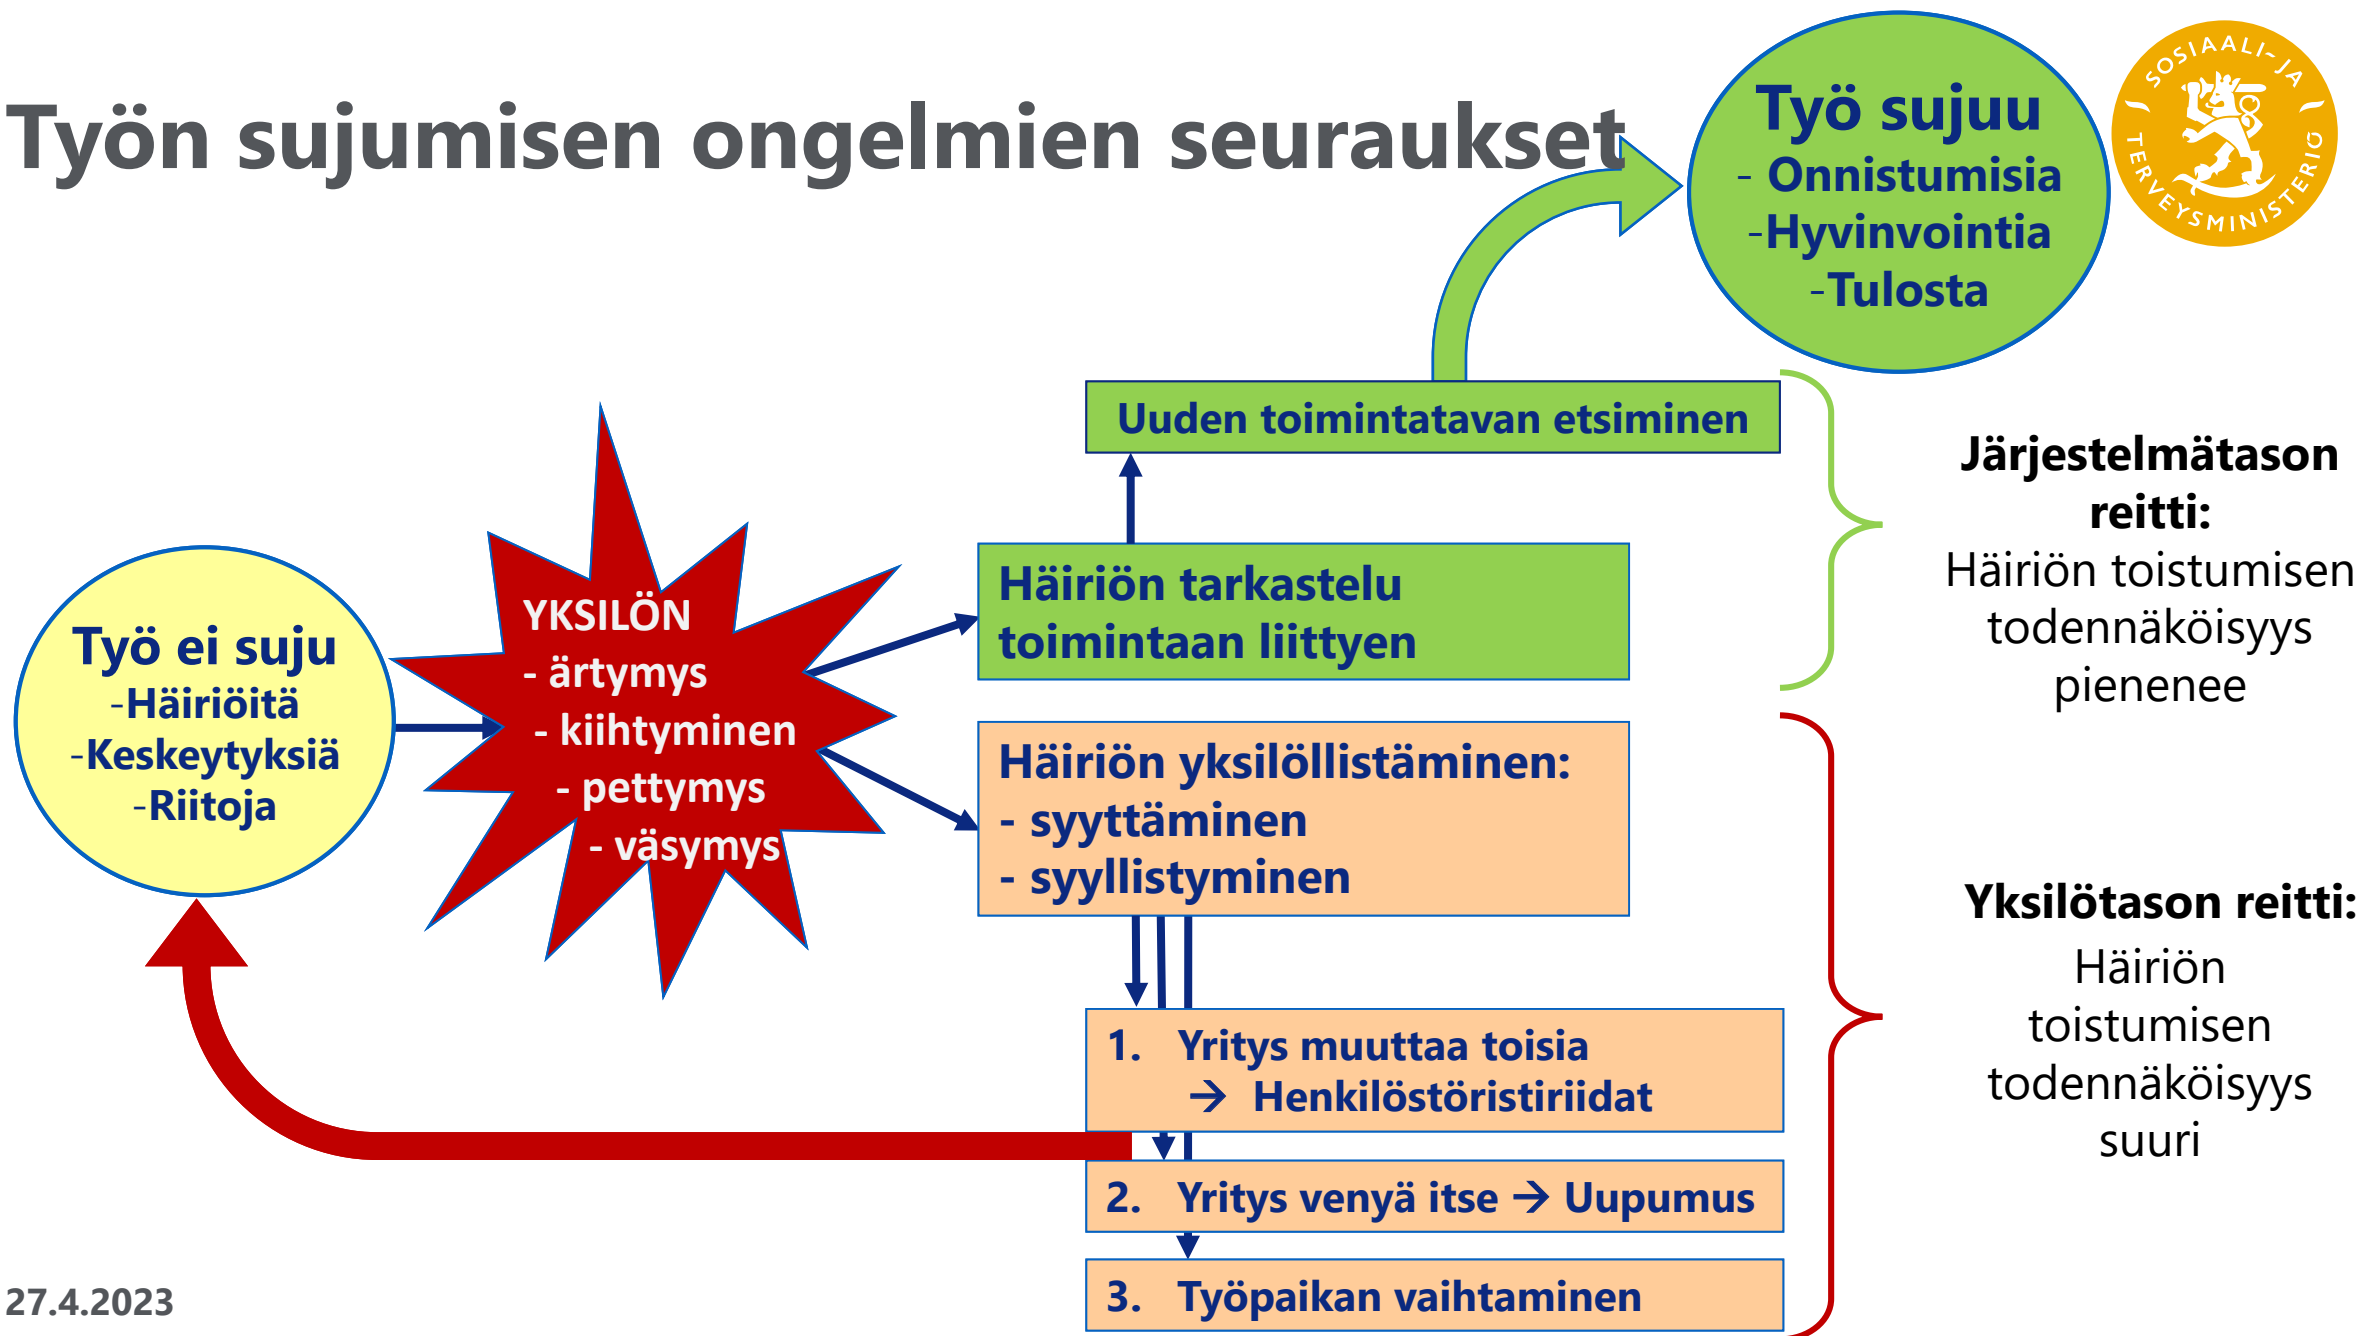 Työn sujumisen ongelmien seuraukset
Työ sujuu
- Onnistumisia
-Hyvinvointia
-Tulosta
SOSIAALI- JA
TERVEYSMINISTERIÖ
Uuden toimintatavan etsiminen
Järjestelmätason
reitti:
Häiriön toistumisen
todennäköisyys
pienenee
Häiriön tarkastelu
toimintaan liittyen
Työ ei suju
-Häiriöitä
-Keskeytyksiä
-Riitoja
YKSILÖN
- ärtymys
- kiihtyminen
- pettymys
- väsymys
Häiriön yksilöllistäminen:
- syyttäminen
- syyllistyminen
Yksilötason reitti:
Häiriön
toistumisen
todennäköisyys
suuri
1. Yritys muuttaa toisia
→ Henkilöstöristiriidat
2. Yritys venyä itse → Uupumus
3. Työpaikan vaihtaminen
27.4.2023